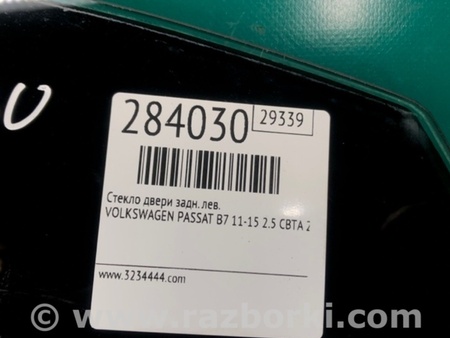 U
284030
29339
Стекло двери задн. лев.
VOLKSWAGEN PASSAT B7 11-15 2.5 CBTA 2
www.3234444.com
© www.razborki.com